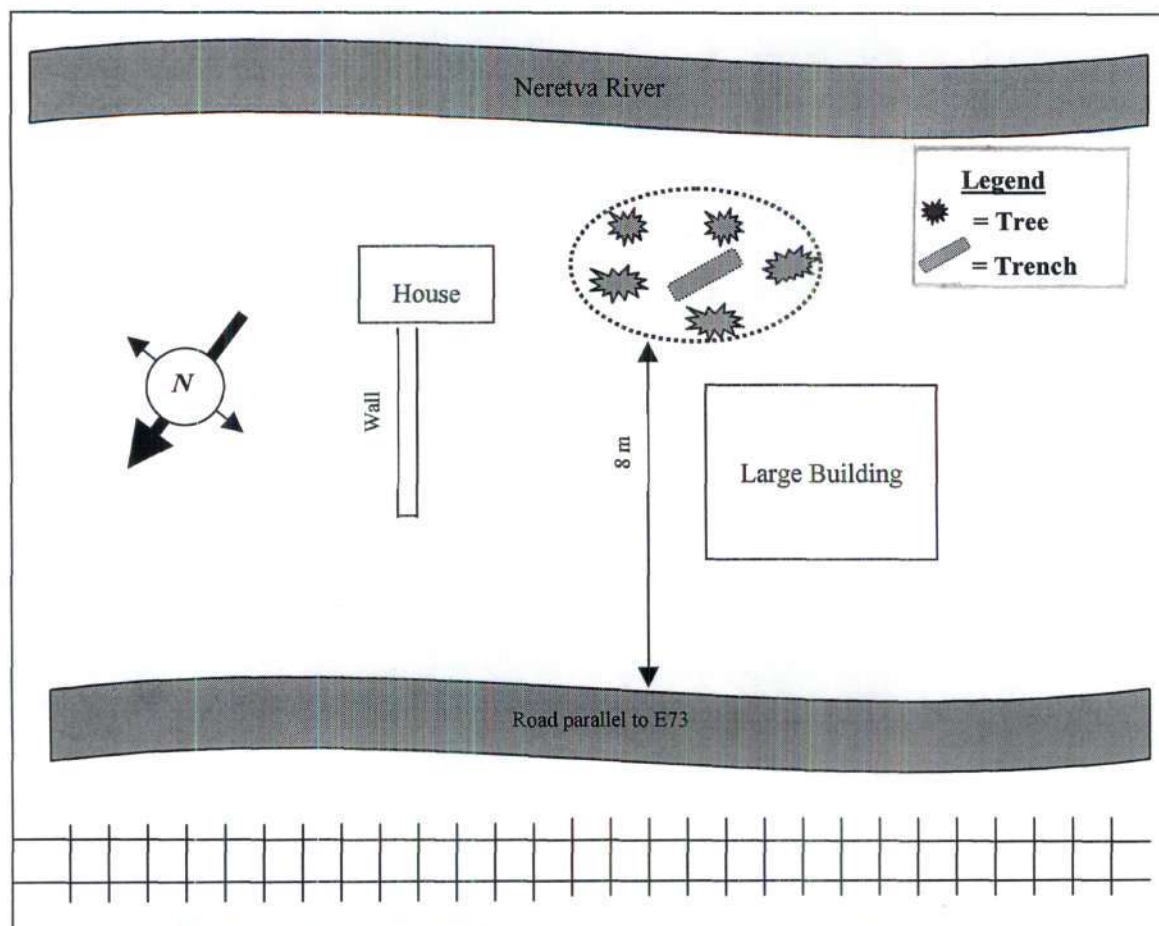 Neretva River
Legend
= Tree
= Trench
House
N
Wall
8 m
Large Building
Road parallel to E73